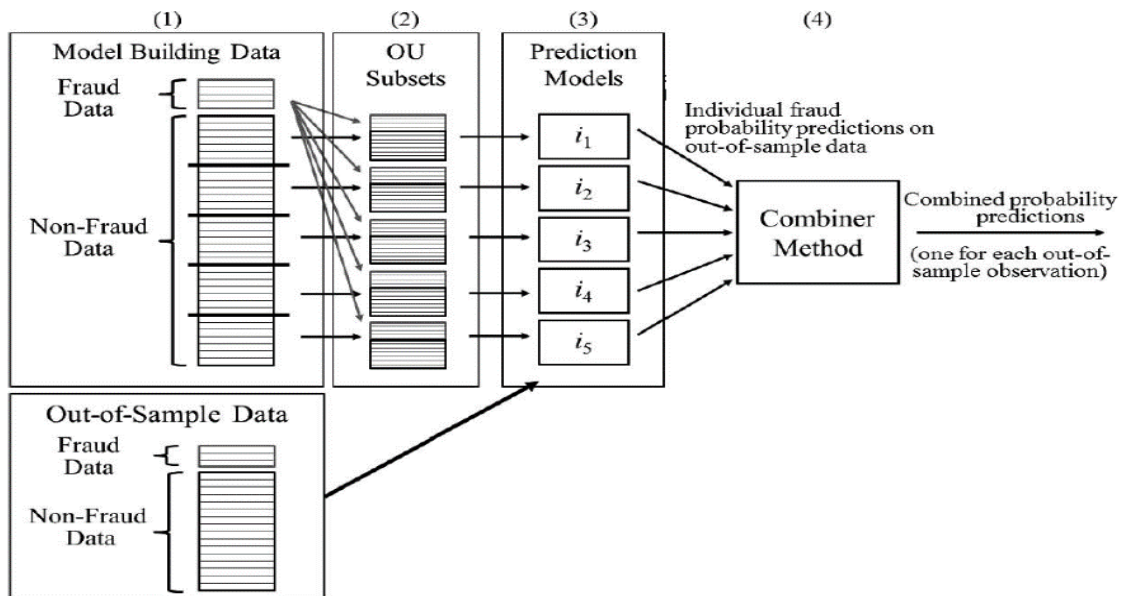 (1)
(2)
(3)
(4)
Model Building Data
Fraud
Data
Non-Fraud
Data
OU
Subsets
Prediction
Models
i₁
i₂
i₃
i₄
i₅
Individual fraud
probability predictions on
out-of-sample data
Combiner
Method
Combined probability
predictions
(one for each out-of-
sample observation)
Out-of-Sample Data
Fraud
Data
Non-Fraud
Data